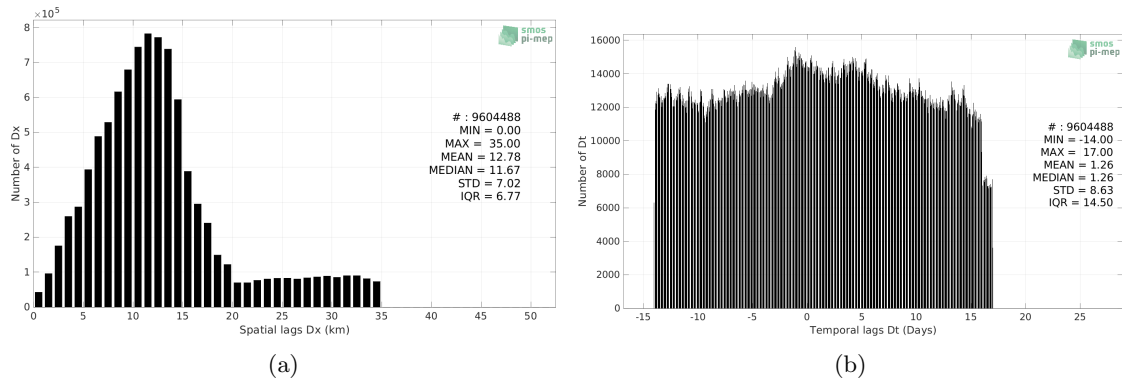 ×10⁵
8
7
6
5
4
3
2
1
0
Number of Dx
0 5 10 15 20 25 30 35 40 45 50
Spatial lags Dx (km)
smos
pi-mep
# : 9604488
MIN = 0.00
MAX = 35.00
MEAN = 12.78
MEDIAN = 11.67
STD = 7.02
IQR = 6.77
(a)
16000
14000
12000
10000
8000
6000
4000
2000
0
Number of Dt
-15 -10 -5 0 5 10 15 20 25
Temporal lags Dt (Days)
smos
pi-mep
# : 9604488
MIN = -14.00
MAX = 17.00
MEAN = 1.26
MEDIAN = 1.26
STD = 8.63
IQR = 14.50
(b)